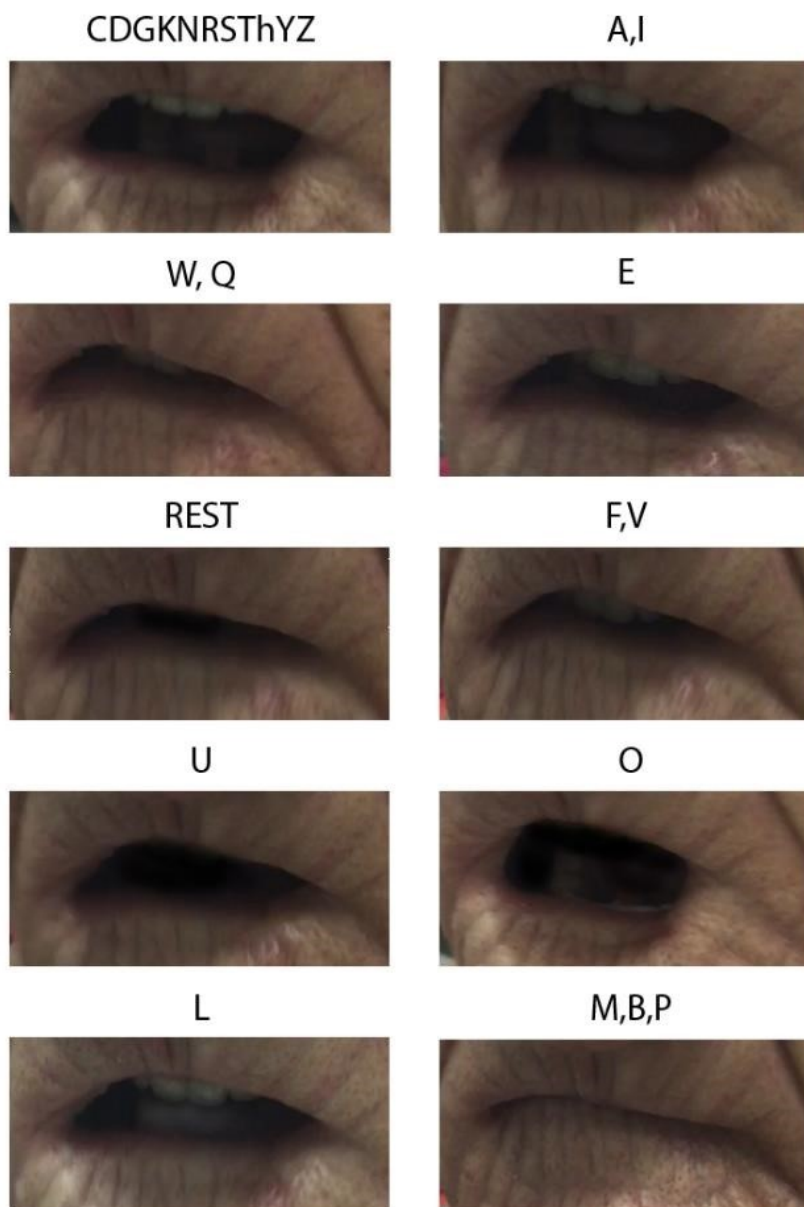 CDGKNRSThYZ
A,I
W, Q
E
REST
F,V
U
O
L
M,B,P